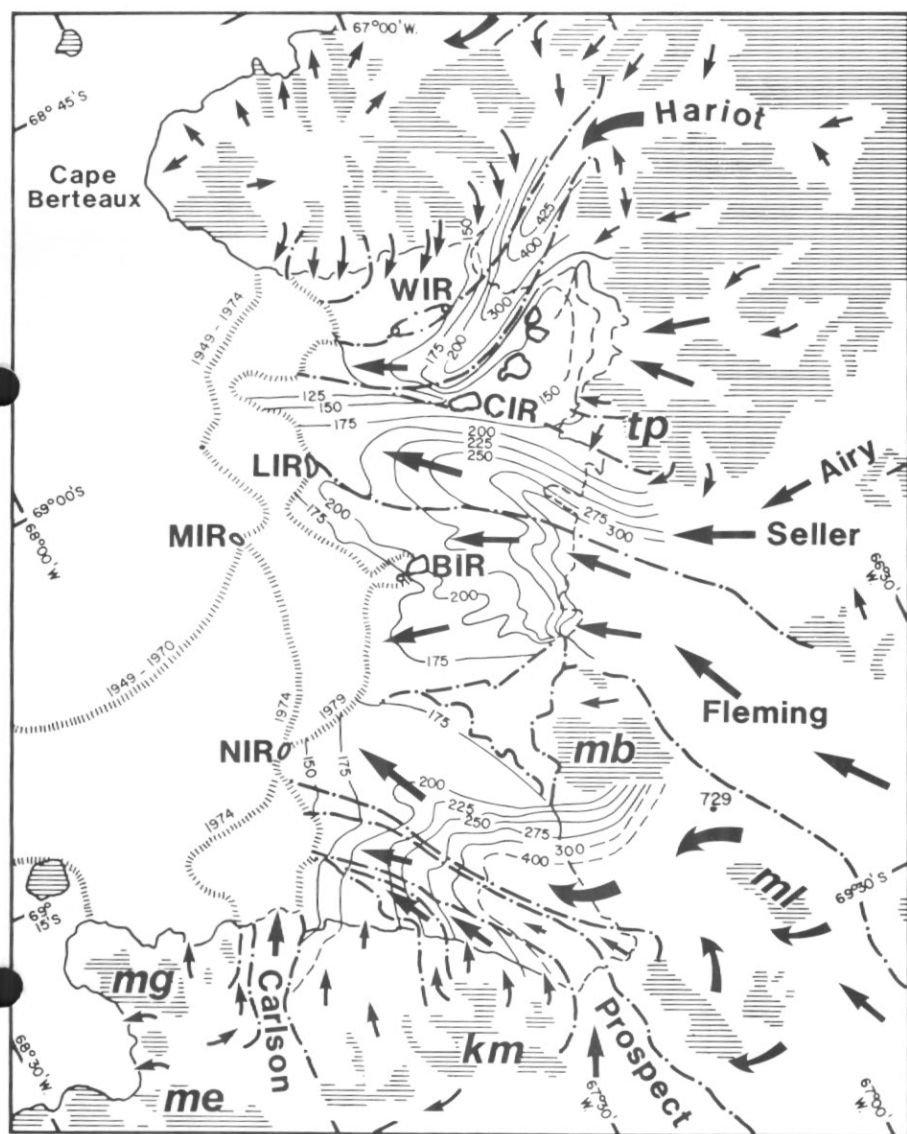 67°00'W.
68°45'S
Hariot
Cape
Berteaux
150
425
400
WIR
300
1949-1974
175
200
150
125
150
175
CIR
tp
200
225
250
LIR
Airy
69°00'S
68°00'W
200
175
275
300
Seller
MIR
BIR
66°30'
W.
200
175
1949-1970
Fleming
1974
1979
175
mb
NIR
150
175
729
200
225
250
275
300
400
1974
ml
69°30'S
69°
15'S
mg
Carlson
km
Prospect
68°30'
W.
me
67°50'
W.
67°00'
W.